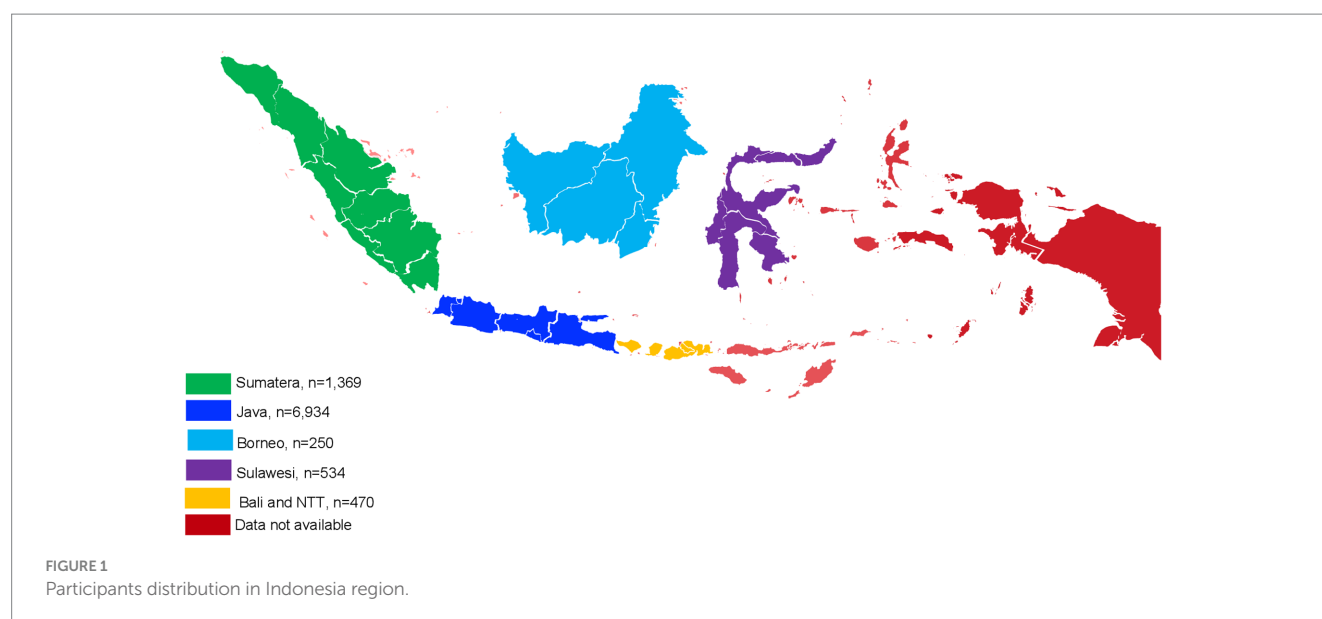 Sumatera, n=1,369
Java, n=6,934
Borneo, n=250
Sulawesi, n=534
Bali and NTT, n=470
Data not available
FIGURE 1
Participants distribution in Indonesia region.